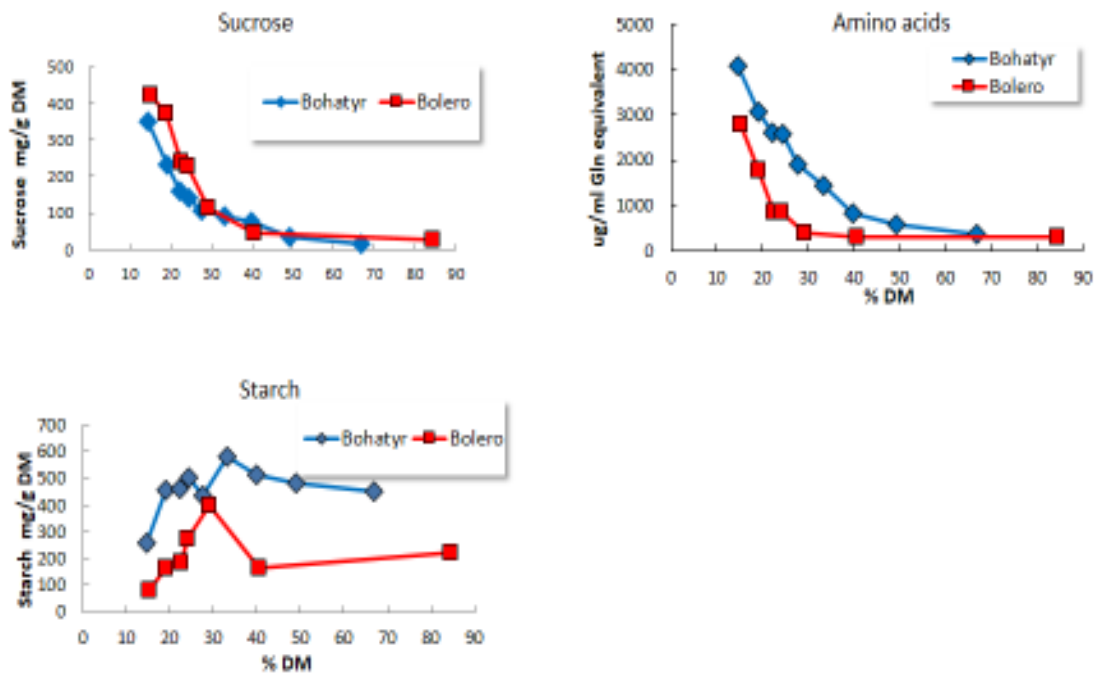 Sucrose
Sucrose mg/g DM
500
400
300
200
100
0
0 10 20 30 40 50 60 70 80 90
Bohatyr Bolero
Amino acids
ug/ml Gln equivalent
5000
4000
3000
2000
1000
0
0 10 20 30 40 50 60 70 80 90
% DM
Bohatyr
Bolero
Starch
Starch mg/g DM
700
600
500
400
300
200
100
0
0 10 20 30 40 50 60 70 80 90
% DM
Bohatyr Bolero